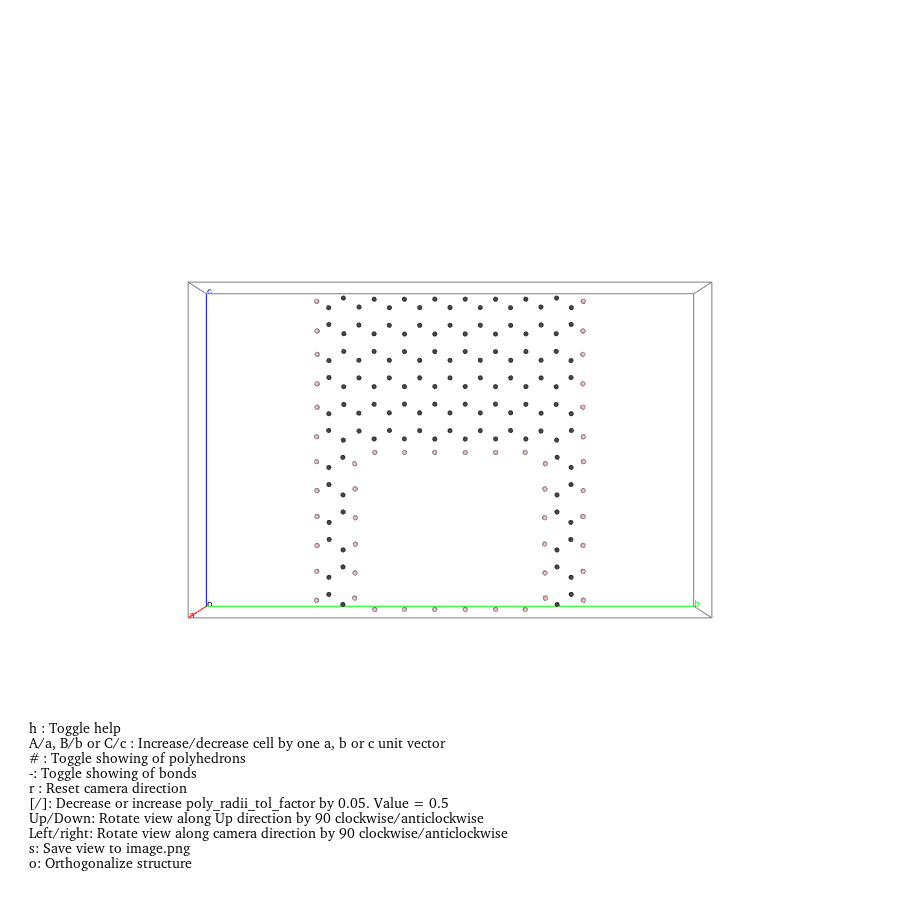 c
o
b
a
h : Toggle help
A/a, B/b or C/c : Increase/decrease cell by one a, b or c unit vector
# : Toggle showing of polyhedrons
-: Toggle showing of bonds
r : Reset camera direction
[/]: Decrease or increase poly_radii_tol_factor by 0.05. Value = 0.5
Up/Down: Rotate view along Up direction by 90 clockwise/anticlockwise
Left/right: Rotate view along camera direction by 90 clockwise/anticlockwise
s: Save view to image.png
o: Orthogonalize structure